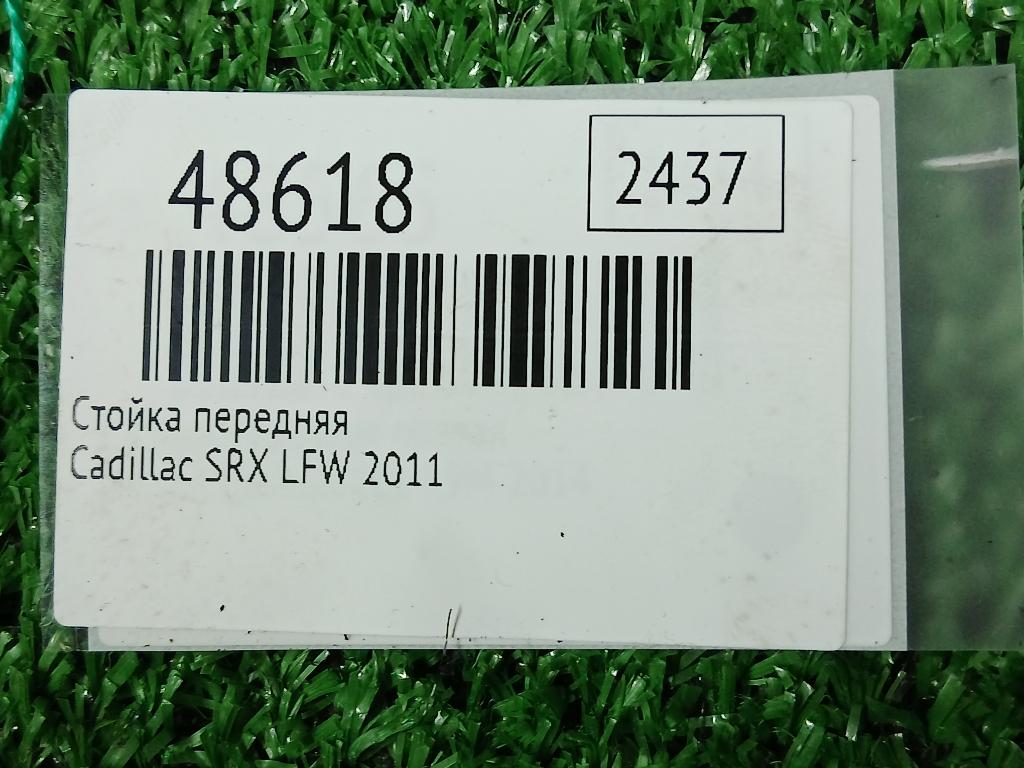 48618
2437
Стойка передняя
Cadillac SRX LFW 2011